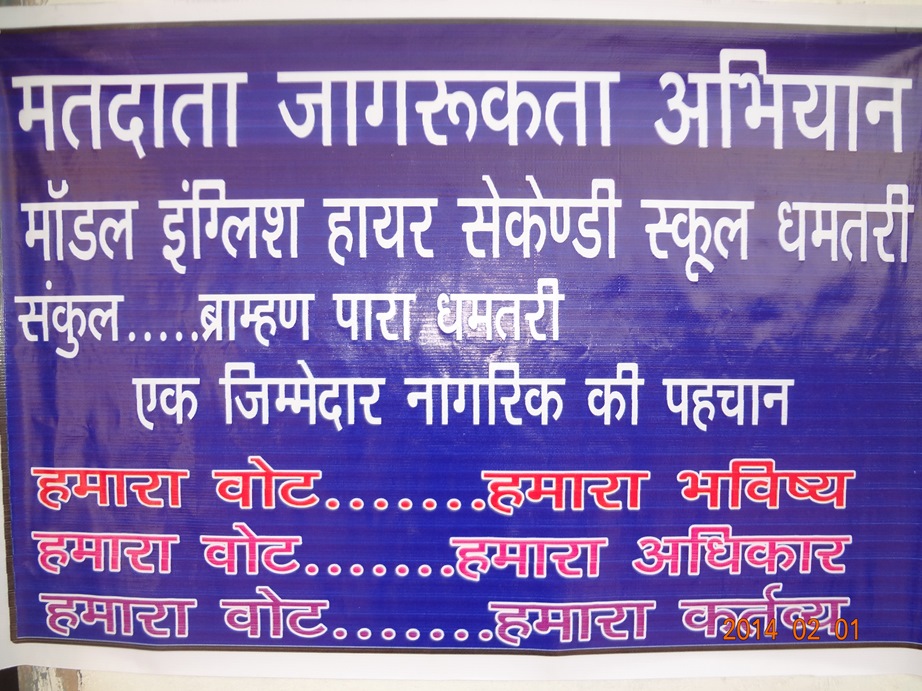 मतदाता जागरूकता अभियान
मॉडल इंग्लिश हायर सेकेण्डी स्कूल धमतरी
संकुल.....ब्राम्हण पारा धमतरी
एक जिम्मेदार नागरिक की पहचान
हमारा वोट.......हमारा भविष्य
हमारा वोट.......हमारा अधिकार
हमारा वोट.......हमारा कर्तव्य
2014 02 01